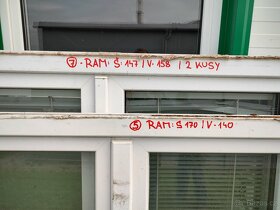 ⑦ - RAM: Š - 147 / V - 158 / 2 KUSY
⑤ RAM: Š 170 / V - 140